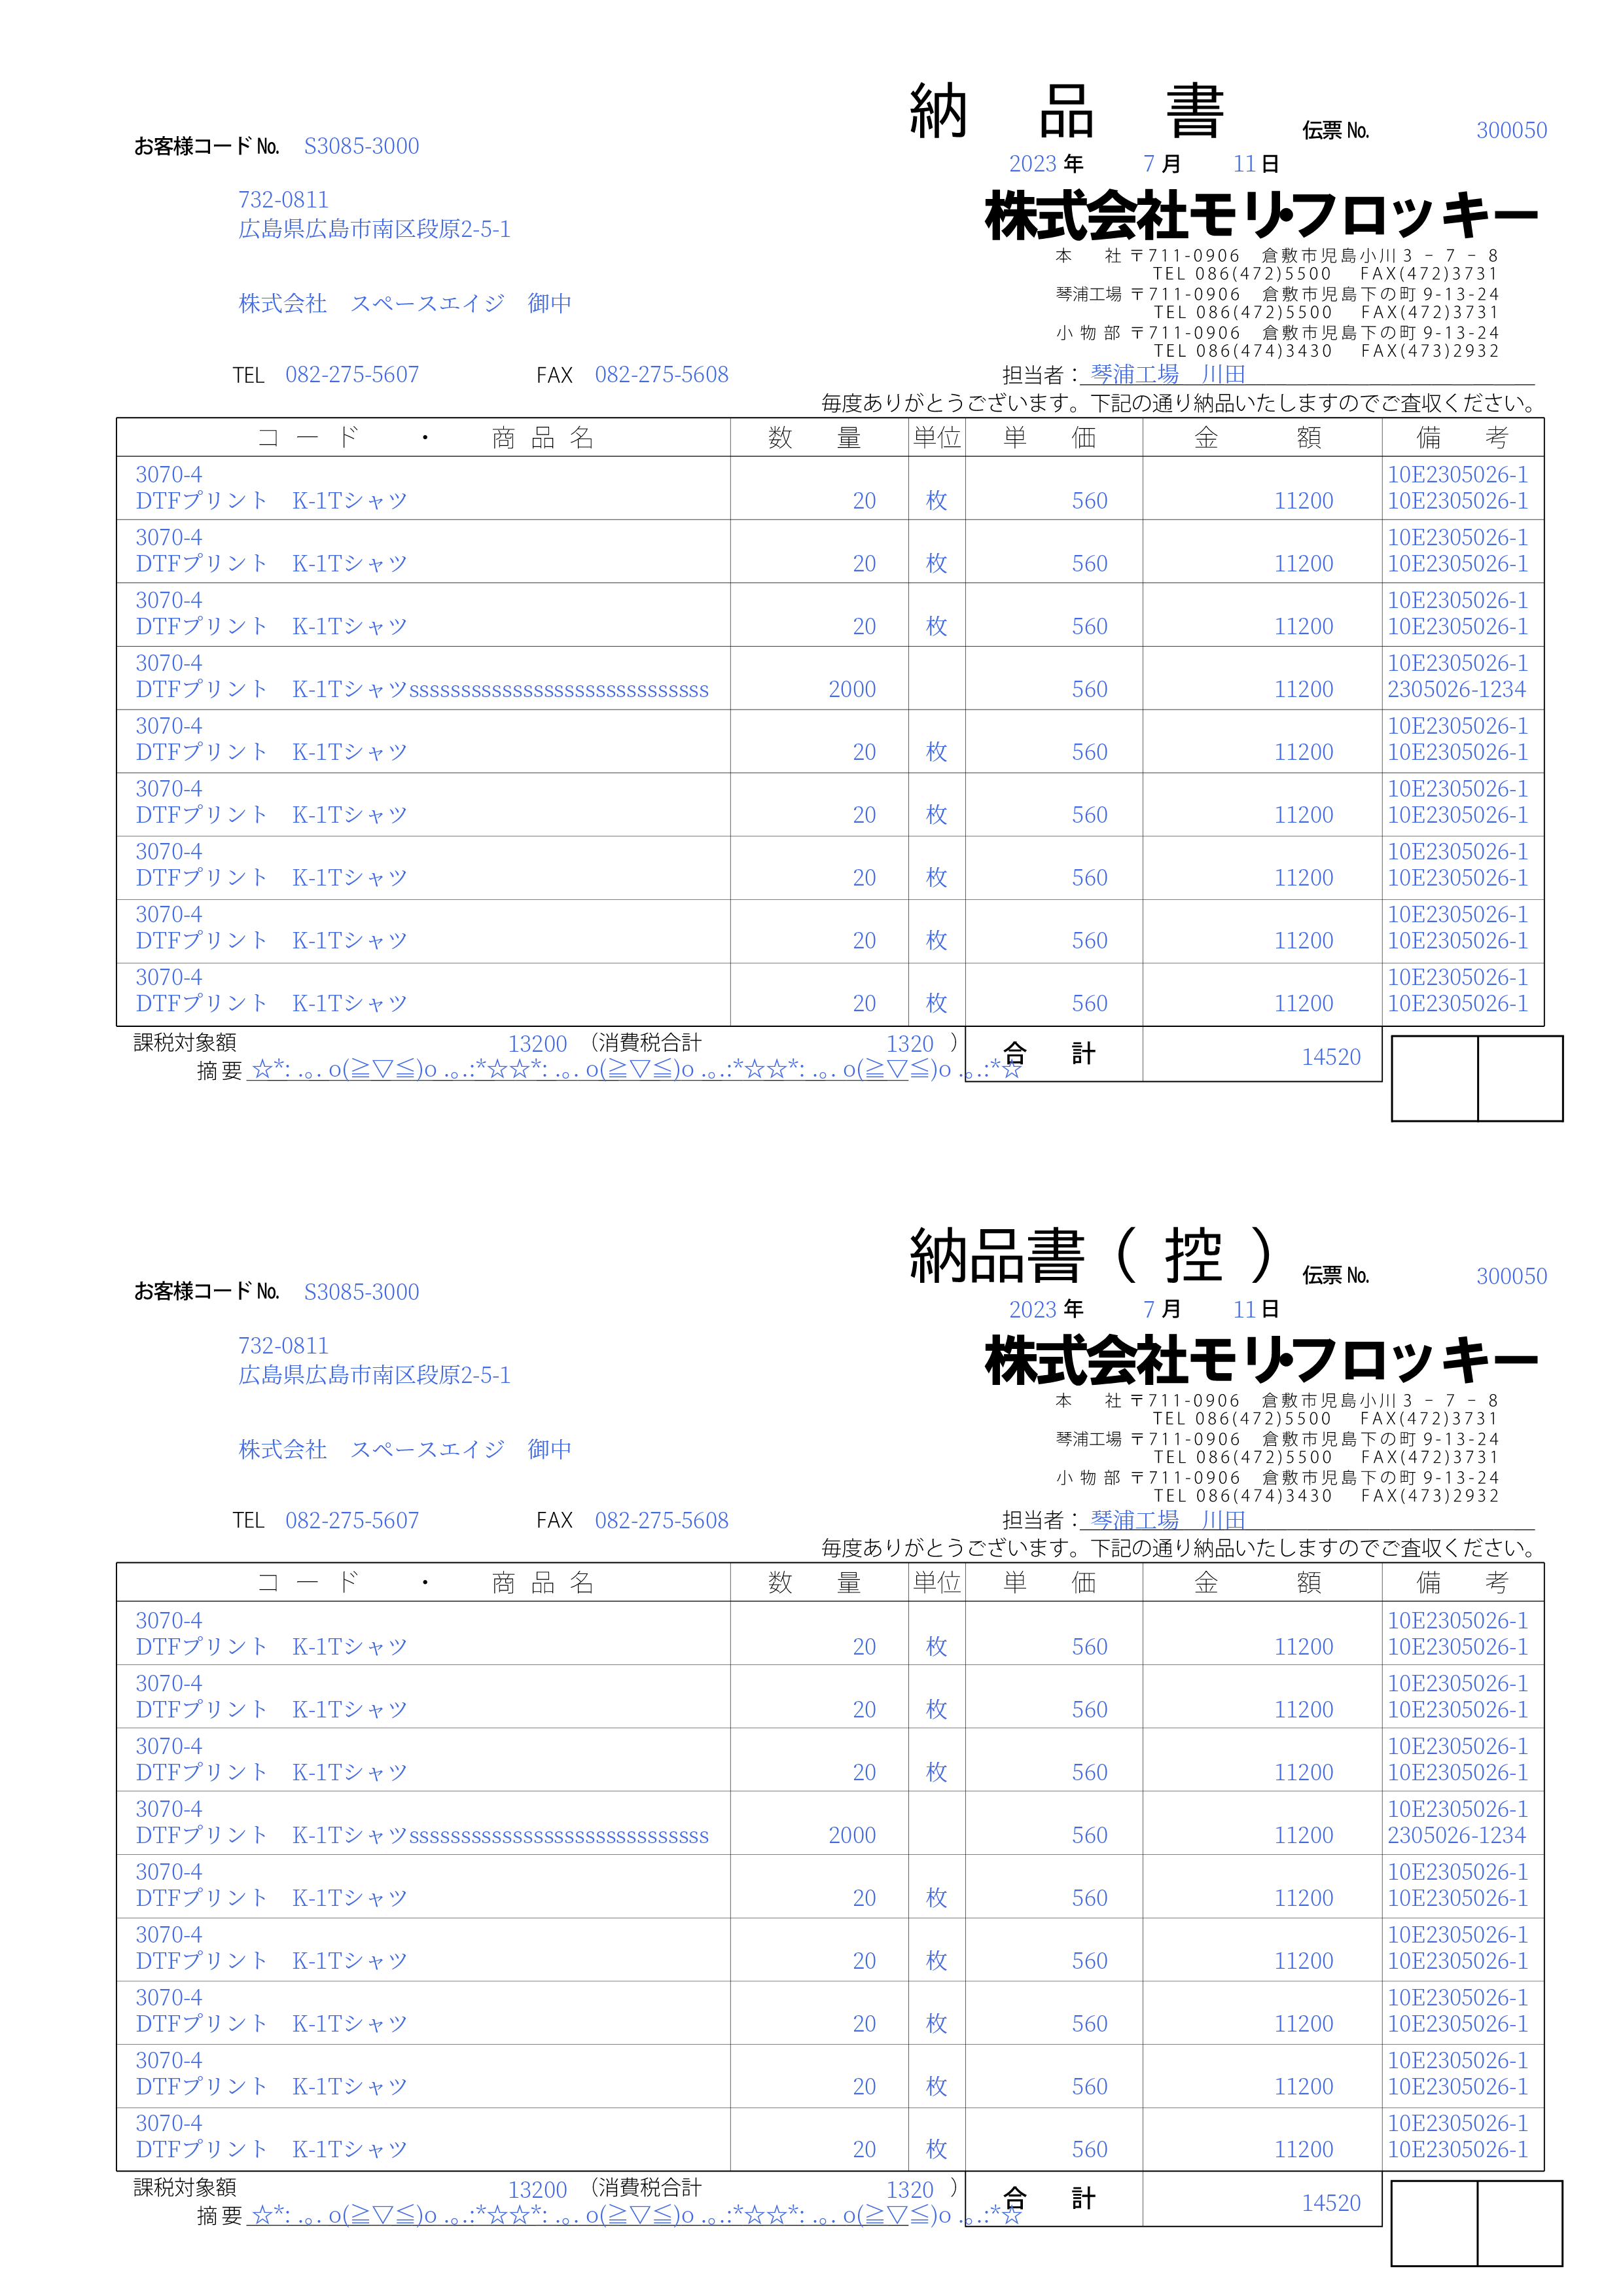 納品書
伝票 No. 300050
お客様コード No. S3085-3000
2023 年 7 月 11 日
732-0811
広島県広島市南区段原2-5-1
株式会社モリ・フロッキー
本 社 〒711-0906 倉敷市児島小川 3 － 7 － 8
TEL 086(472)5500 FAX(472)3731
琴浦工場 〒711-0906 倉敷市児島下の町 9-13-24
TEL 086(472)5500 FAX(472)3731
小物部 〒711-0906 倉敷市児島下の町 9-13-24
TEL 086(474)3430 FAX(473)2932
株式会社 スペースエイジ 御中
TEL 082-275-5607 FAX 082-275-5608
担当者： 琴浦工場 川田
毎度ありがとうございます。下記の通り納品いたしますのでご査収ください。
コード ・ 商品名 数量 単位 単価 金額 備考
3070-4 10E2305026-1
DTFプリント K-1Tシャツ 20 枚 560 11200 10E2305026-1
3070-4 10E2305026-1
DTFプリント K-1Tシャツ 20 枚 560 11200 10E2305026-1
3070-4 10E2305026-1
DTFプリント K-1Tシャツ 20 枚 560 11200 10E2305026-1
3070-4 10E2305026-1
DTFプリント K-1Tシャツsssssssssssssssssssssssssssss 2000 560 11200 2305026-1234
3070-4 10E2305026-1
DTFプリント K-1Tシャツ 20 枚 560 11200 10E2305026-1
3070-4 10E2305026-1
DTFプリント K-1Tシャツ 20 枚 560 11200 10E2305026-1
3070-4 10E2305026-1
DTFプリント K-1Tシャツ 20 枚 560 11200 10E2305026-1
3070-4 10E2305026-1
DTFプリント K-1Tシャツ 20 枚 560 11200 10E2305026-1
3070-4 10E2305026-1
DTFプリント K-1Tシャツ 20 枚 560 11200 10E2305026-1
課税対象額 13200 （消費税合計 1320 ）
合計 14520
摘要 ☆*: .｡. o(≧▽≦)o .｡.:*☆☆*: .｡. o(≧▽≦)o .｡.:*☆☆*: .｡. o(≧▽≦)o .｡.:*☆
納品書（ 控 ）
伝票 No. 300050
お客様コード No. S3085-3000
2023 年 7 月 11 日
732-0811
広島県広島市南区段原2-5-1
株式会社モリ・フロッキー
本 社 〒711-0906 倉敷市児島小川 3 － 7 － 8
TEL 086(472)5500 FAX(472)3731
琴浦工場 〒711-0906 倉敷市児島下の町 9-13-24
TEL 086(472)5500 FAX(472)3731
小物部 〒711-0906 倉敷市児島下の町 9-13-24
TEL 086(474)3430 FAX(473)2932
株式会社 スペースエイジ 御中
TEL 082-275-5607 FAX 082-275-5608
担当者： 琴浦工場 川田
毎度ありがとうございます。下記の通り納品いたしますのでご査収ください。
コード ・ 商品名 数量 単位 単価 金額 備考
3070-4 10E2305026-1
DTFプリント K-1Tシャツ 20 枚 560 11200 10E2305026-1
3070-4 10E2305026-1
DTFプリント K-1Tシャツ 20 枚 560 11200 10E2305026-1
3070-4 10E2305026-1
DTFプリント K-1Tシャツ 20 枚 560 11200 10E2305026-1
3070-4 10E2305026-1
DTFプリント K-1Tシャツsssssssssssssssssssssssssssss 2000 560 11200 2305026-1234
3070-4 10E2305026-1
DTFプリント K-1Tシャツ 20 枚 560 11200 10E2305026-1
3070-4 10E2305026-1
DTFプリント K-1Tシャツ 20 枚 560 11200 10E2305026-1
3070-4 10E2305026-1
DTFプリント K-1Tシャツ 20 枚 560 11200 10E2305026-1
3070-4 10E2305026-1
DTFプリント K-1Tシャツ 20 枚 560 11200 10E2305026-1
3070-4 10E2305026-1
DTFプリント K-1Tシャツ 20 枚 560 11200 10E2305026-1
課税対象額 13200 （消費税合計 1320 ）
合計 14520
摘要 ☆*: .｡. o(≧▽≦)o .｡.:*☆☆*: .｡. o(≧▽≦)o .｡.:*☆☆*: .｡. o(≧▽≦)o .｡.:*☆